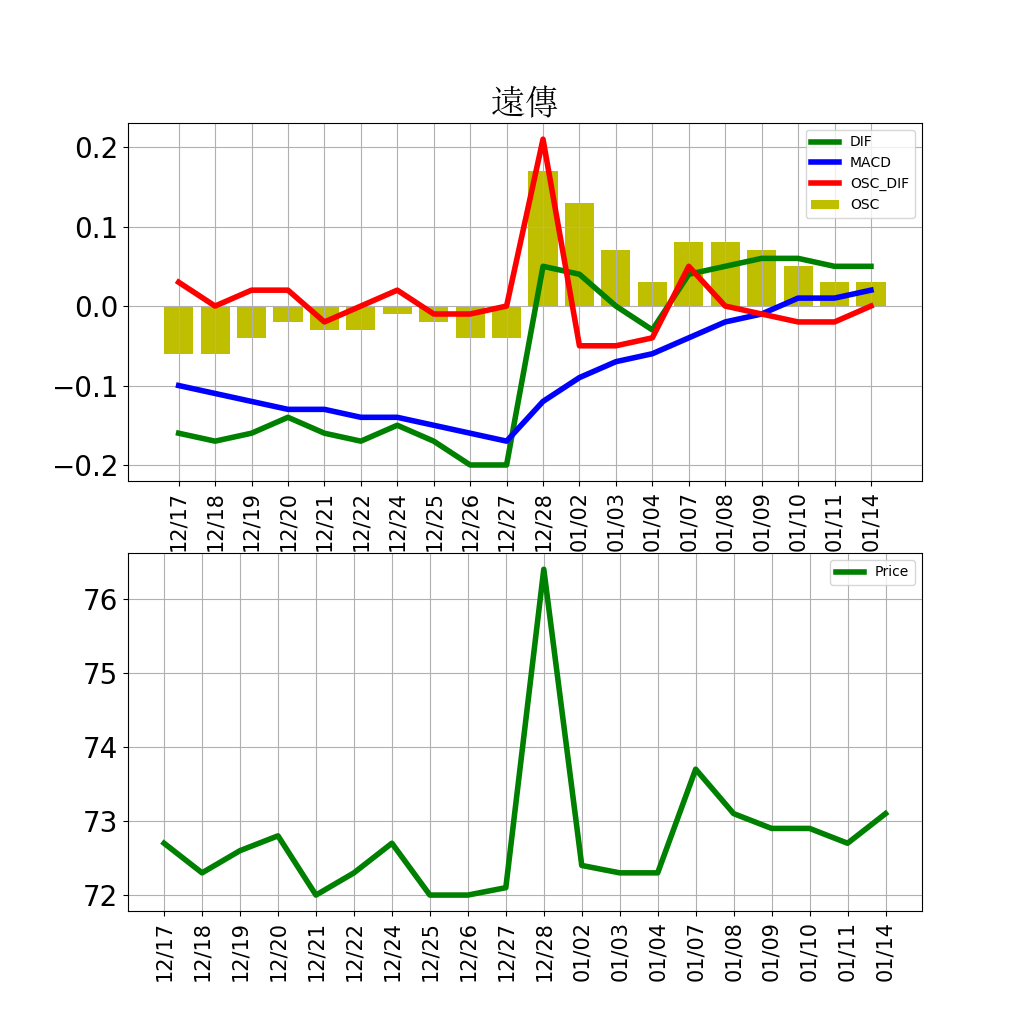 遠傳
0.2
0.1
0.0
−0.1
−0.2
DIF
MACD
OSC_DIF
OSC
12/17 12/18 12/19 12/20 12/21 12/22 12/24 12/25 12/26 12/27 12/28 01/02 01/03 01/04 01/07 01/08 01/09 01/10 01/11 01/14
Price
76
75
74
73
72
12/17 12/18 12/19 12/20 12/21 12/22 12/24 12/25 12/26 12/27 12/28 01/02 01/03 01/04 01/07 01/08 01/09 01/10 01/11 01/14